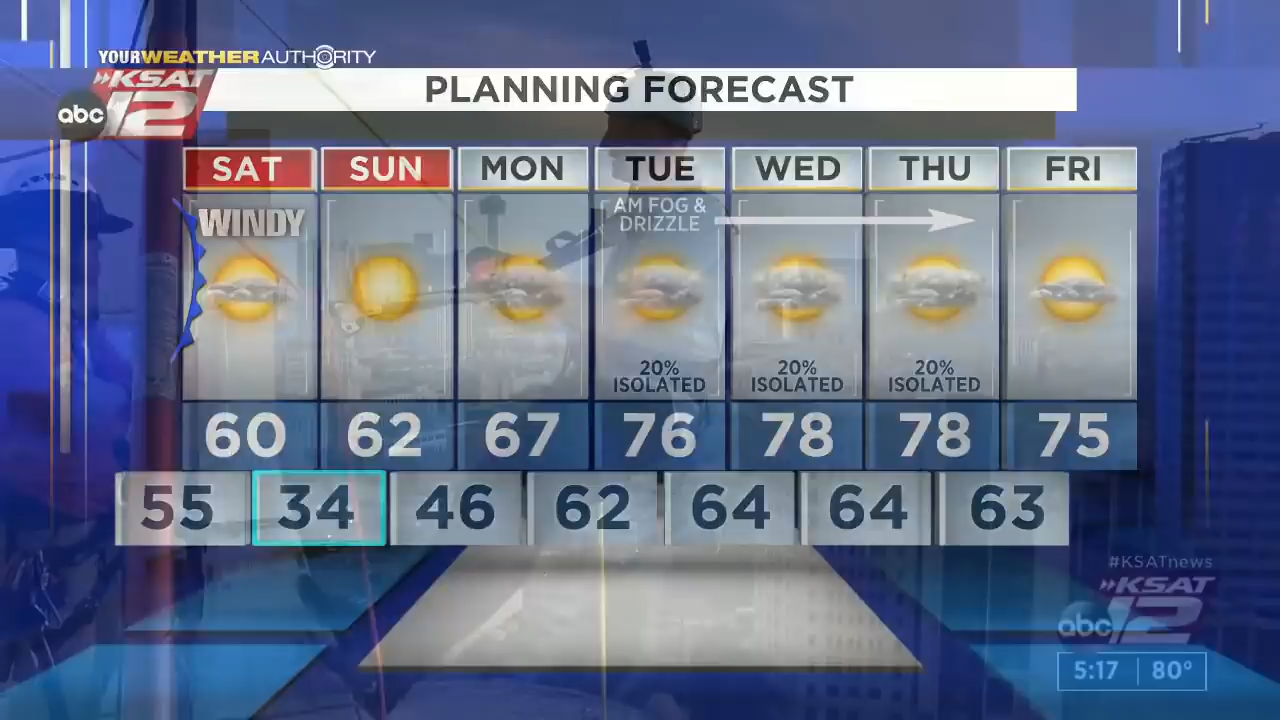 YOURWEATHERAUTHORITY
KSAT
abc 12
PLANNING FORECAST
SAT SUN MON TUE WED THU FRI
WINDY
AM FOG &
DRIZZLE
20% 20% 20%
ISOLATED ISOLATED ISOLATED
60 62 67 76 78 78 75
55 34 46 62 64 64 63
#KSATnews
KSAT
abc 12
5:17 80°